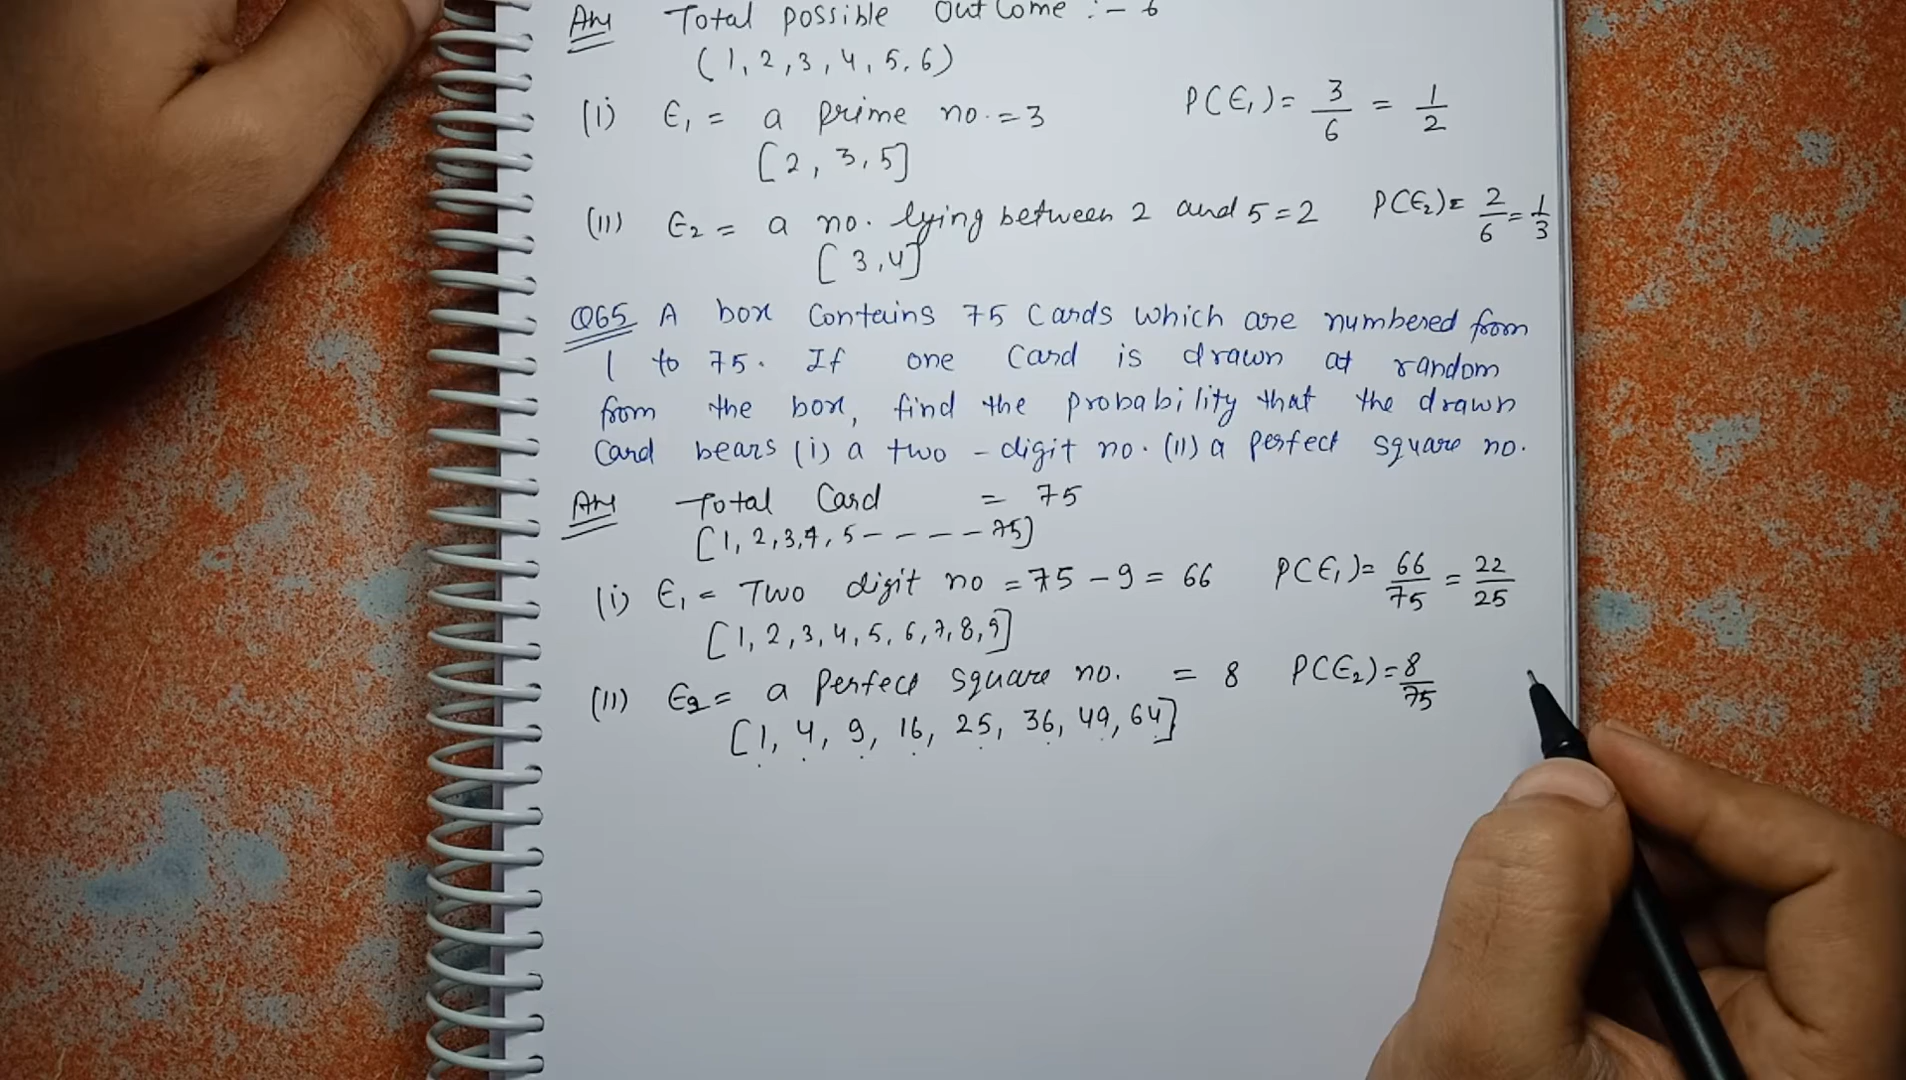 Ans Total possible outcome :- 6
(1, 2, 3, 4, 5, 6)
(i) E₁ = a prime no. = 3 P(E₁) = 3/6 = 1/2
[2, 3, 5]
(ii) E₂ = a no. lying between 2 and 5 = 2 P(E₂) = 2/6 = 1/3
[3, 4]
Q65 A box contains 75 cards which are numbered from
1 to 75. If one card is drawn at random
from the box, find the probability that the drawn
card bears (i) a two - digit no. (ii) a perfect square no.
Ans Total Card = 75
[1, 2, 3, 4, 5 - - - - 75]
(i) E₁ = Two digit no = 75 - 9 = 66 P(E₁) = 66/75 = 22/25
[1, 2, 3, 4, 5, 6, 7, 8, 9]
(ii) E₂ = a perfect square no. = 8 P(E₂) = 8/75
[1, 4, 9, 16, 25, 36, 49, 64]